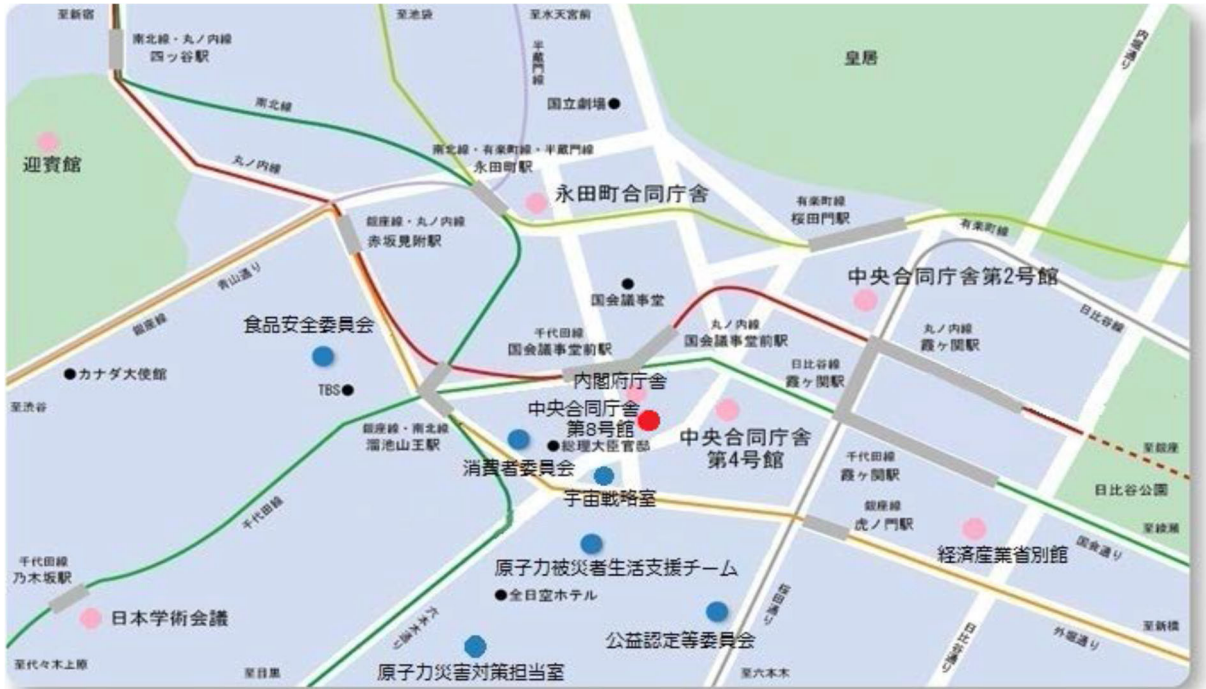 至新宿
至池袋
至水天宮前
南北線・丸ノ内線
四ツ谷駅
半蔵門線
内堀通り
皇居
国立劇場●
南北線
迎賓館
丸ノ内線
南北線・有楽町線・半蔵門線
永田町駅
永田町合同庁舎
有楽町線
桜田門駅
銀座線・丸ノ内線
赤坂見附駅
有楽町線
青山通り
国会議事堂
中央合同庁舎第2号館
銀座線
食品安全委員会
千代田線
国会議事堂前駅
丸ノ内線
国会議事堂前駅
丸ノ内線
霞ヶ関駅
日比谷線
●カナダ大使館
TBS●
日比谷線
霞ヶ関駅
内閣府庁舎
至渋谷
中央合同庁舎
第8号館
銀座線・南北線
溜池山王駅
●総理大臣官邸
中央合同庁舎
第4号館
至銀座
消費者委員会
千代田線
霞ヶ関駅
日比谷公園
宇宙戦略室
千代田線
銀座線
虎ノ門駅
至綾瀬
国会通り
経済産業省別館
千代田線
乃木坂駅
原子力被災者生活支援チーム
●全日空ホテル
日本学術会議
六本木通り
桜田通り
公益認定等委員会
外堀通り
至新橋
日比谷通り
至代々木上原
至目黒
原子力災害対策担当室
至六本木